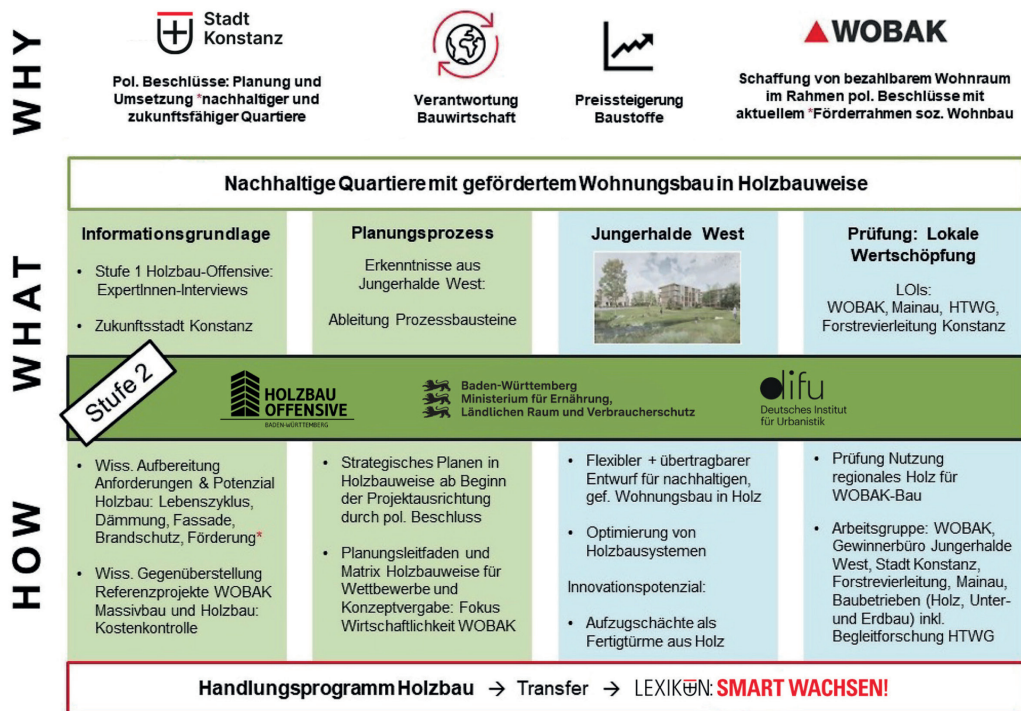 WHY
Stadt
Konstanz
Pol. Beschlüsse: Planung und
Umsetzung *nachhaltiger und
zukunftsfähiger Quartiere
Verantwortung
Bauwirtschaft
Preissteigerung
Baustoffe
WOBAK
Schaffung von bezahlbarem Wohnraum
im Rahmen pol. Beschlüsse mit
aktuellem *Förderrahmen soz. Wohnbau
Nachhaltige Quartiere mit gefördertem Wohnungsbau in Holzbauweise
WHAT
Informationsgrundlage
• Stufe 1 Holzbau-Offensive:
ExpertInnen-Interviews
• Zukunftsstadt Konstanz
Planungsprozess
Erkenntnisse aus
Jungerhalde West:
Ableitung Prozessbausteine
Jungerhalde West
Prüfung: Lokale
Wertschöpfung
LOIs:
WOBAK, Mainau, HTWG,
Forstrevierleitung Konstanz
Stufe 2
HOLZBAU
OFFENSIVE
BADEN-WÜRTTEMBERG
Baden-Württemberg
Ministerium für Ernährung,
Ländlichen Raum und Verbraucherschutz
difu
Deutsches Institut
für Urbanistik
HOW
• Wiss. Aufbereitung
Anforderungen & Potenzial
Holzbau: Lebenszyklus,
Dämmung, Fassade,
Brandschutz, Förderung*
• Wiss. Gegenüberstellung
Referenzprojekte WOBAK
Massivbau und Holzbau:
Kostenkontrolle
• Strategisches Planen in
Holzbauweise ab Beginn
der Projektausrichtung
durch pol. Beschluss
• Planungsleitfaden und
Matrix Holzbauweise für
Wettbewerbe und
Konzeptvergabe: Fokus
Wirtschaftlichkeit WOBAK
• Flexibler + übertragbarer
Entwurf für nachhaltigen,
gef. Wohnungsbau in Holz
• Optimierung von
Holzbausystemen
Innovationspotenzial:
• Aufzugschächte als
Fertigtürme aus Holz
• Prüfung Nutzung
regionales Holz für
WOBAK-Bau
• Arbeitsgruppe: WOBAK,
Gewinnerbüro Jungerhalde
West, Stadt Konstanz,
Forstrevierleitung, Mainau,
Baubetrieben (Holz, Unter-
und Erdbau) inkl.
Begleitforschung HTWG
Handlungsprogramm Holzbau → Transfer → LEXIKON: SMART WACHSEN!